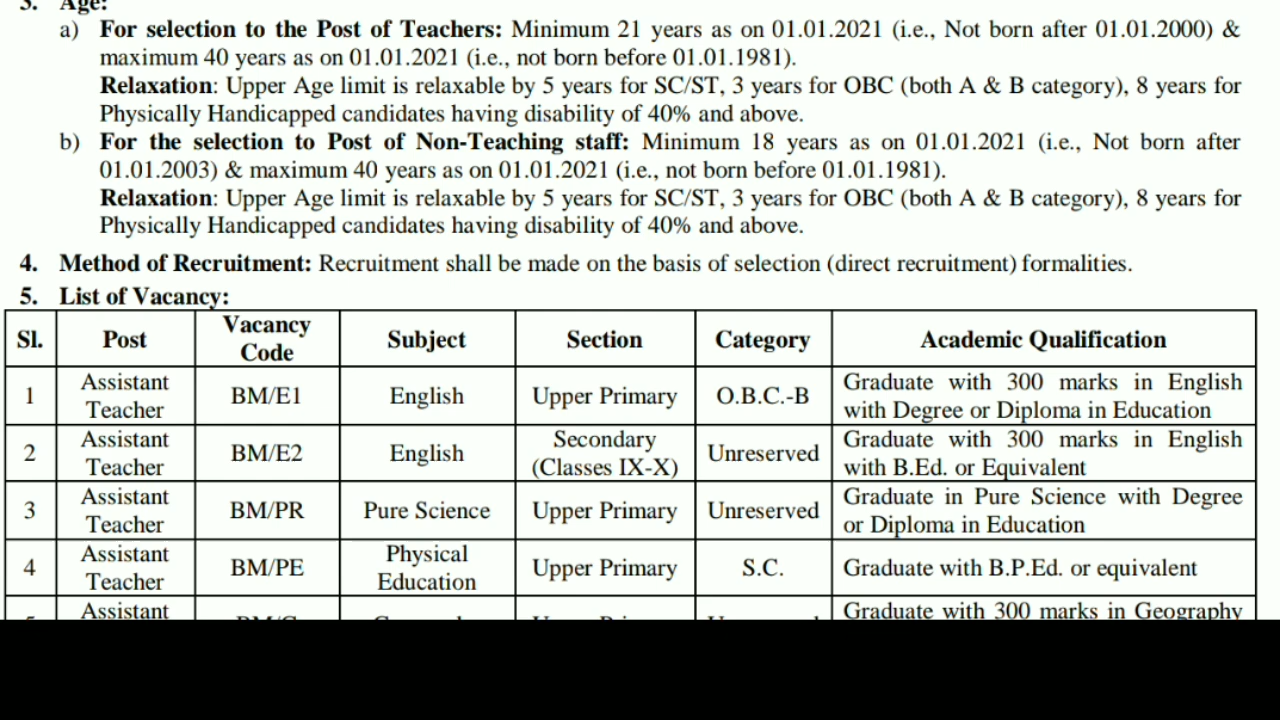 3. Age:
a) For selection to the Post of Teachers: Minimum 21 years as on 01.01.2021 (i.e., Not born after 01.01.2000) &
maximum 40 years as on 01.01.2021 (i.e., not born before 01.01.1981).
Relaxation: Upper Age limit is relaxable by 5 years for SC/ST, 3 years for OBC (both A & B category), 8 years for
Physically Handicapped candidates having disability of 40% and above.
b) For the selection to Post of Non-Teaching staff: Minimum 18 years as on 01.01.2021 (i.e., Not born after
01.01.2003) & maximum 40 years as on 01.01.2021 (i.e., not born before 01.01.1981).
Relaxation: Upper Age limit is relaxable by 5 years for SC/ST, 3 years for OBC (both A & B category), 8 years for
Physically Handicapped candidates having disability of 40% and above.
4. Method of Recruitment: Recruitment shall be made on the basis of selection (direct recruitment) formalities.
5. List of Vacancy:
Sl. Post Vacancy Code Subject Section Category Academic Qualification
1 Assistant Teacher BM/E1 English Upper Primary O.B.C.-B Graduate with 300 marks in English
with Degree or Diploma in Education
2 Assistant Teacher BM/E2 English Secondary (Classes IX-X) Unreserved Graduate with 300 marks in English
with B.Ed. or Equivalent
3 Assistant Teacher BM/PR Pure Science Upper Primary Unreserved Graduate in Pure Science with Degree
or Diploma in Education
4 Assistant Teacher BM/PE Physical Education Upper Primary S.C. Graduate with B.P.Ed. or equivalent
Assistant Graduate with 300 marks in Geography